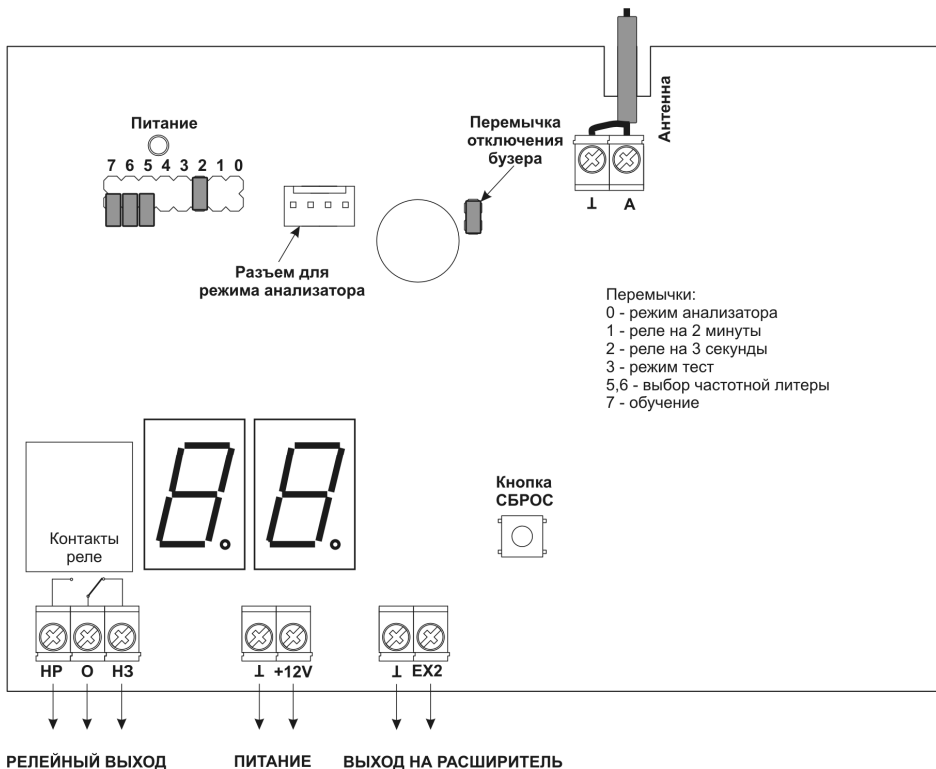 Питание
7 6 5 4 3 2 1 0
Разъем для
режима анализатора
Перемычка
отключения
бузера
Антенна
⊥ А
Перемычки:
0 - режим анализатора
1 - реле на 2 минуты
2 - реле на 3 секунды
3 - режим тест
5,6 - выбор частотной литеры
7 - обучение
Контакты
реле
Кнопка
СБРОС
НР О НЗ
⊥ +12V
⊥ EX2
РЕЛЕЙНЫЙ ВЫХОД
ПИТАНИЕ
ВЫХОД НА РАСШИРИТЕЛЬ